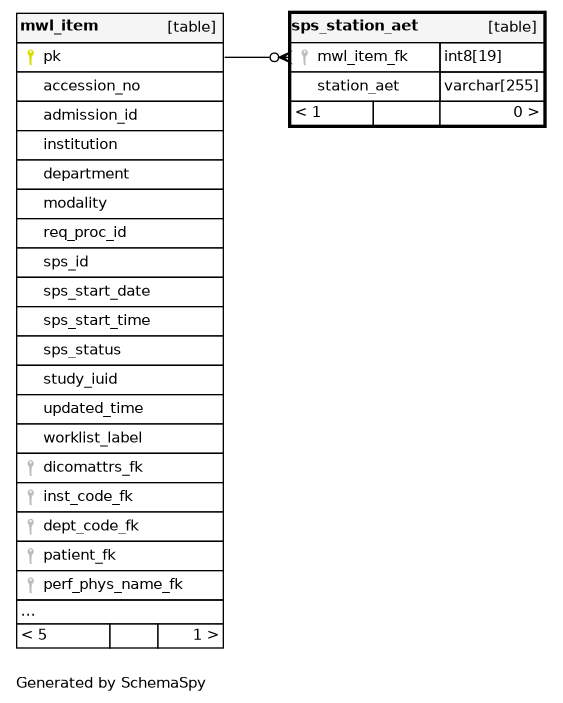 mwl_item [table]
pk
accession_no
admission_id
institution
department
modality
req_proc_id
sps_id
sps_start_date
sps_start_time
sps_status
study_iuid
updated_time
worklist_label
dicomattrs_fk
inst_code_fk
dept_code_fk
patient_fk
perf_phys_name_fk
...
< 5 1 >
sps_station_aet [table]
mwl_item_fk int8[19]
station_aet varchar[255]
< 1 0 >
Generated by SchemaSpy